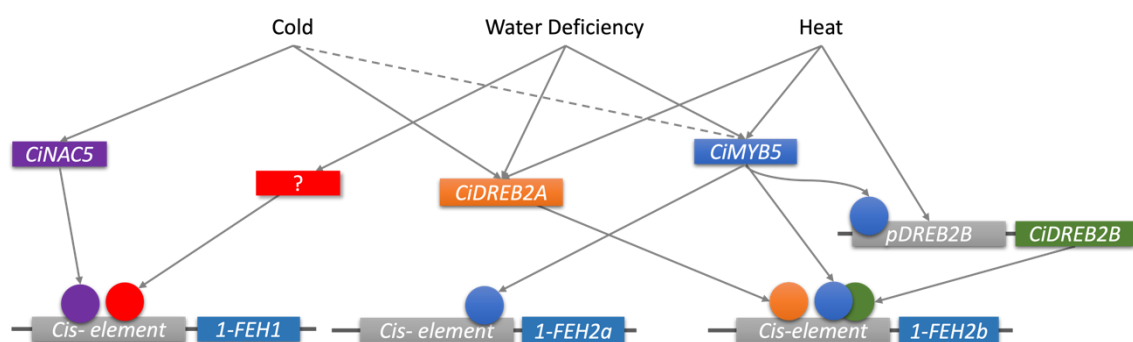 Cold Water Deficiency Heat
CiNAC5
CiMYB5
?
CiDREB2A
pDREB2B CiDREB2B
Cis- element 1-FEH1 Cis- element 1-FEH2a Cis-element 1-FEH2b